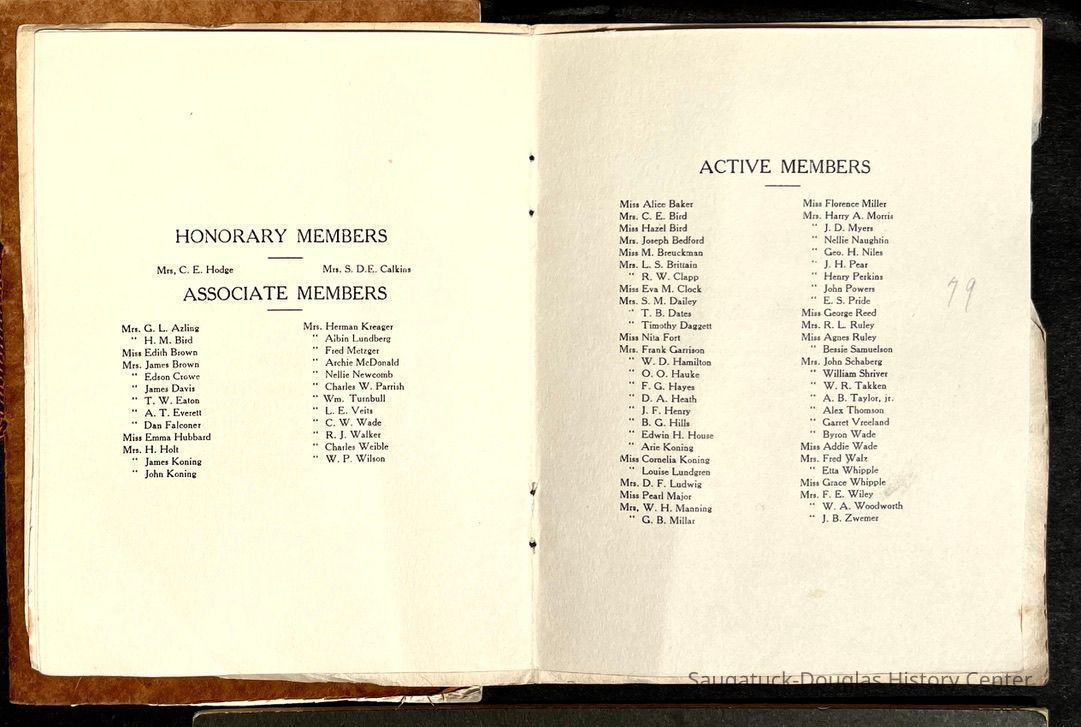 HONORARY MEMBERS
Mrs, C. E. Hodge
Mrs. S. D.E. Calkins
ASSOCIATE MEMBERS
Mrs. G. L. Azling
" H. M. Bird
Miss Edith Brown
Mrs. James Brown
" Edson Crowe
" James Davis
" T. W. Eaton
" A. T. Everett
" Dan Falconer
Miss Emma Hubbard
Mrs. H. Holt
" James Koning
" John Koning
Mrs. Herman Kreager
" Albin Lundberg
" Fred Metzger
" Archie McDonald
" Nellie Newcomb
" Charles W. Parrish
" Wm. Turnbull
" L. E. Veits
" C. W. Wade
" R. J. Walker
" Charles Weible
" W. P. Wilson
ACTIVE MEMBERS
Miss Alice Baker
Mrs. C. E. Bird
Miss Hazel Bird
Mrs. Joseph Bedford
Miss M. Breuckman
Mrs. L. S. Brittain
" R. W. Clapp
Miss Eva M. Clock
Mrs. S. M. Dailey
" T. B. Dates
" Timothy Daggett
Miss Nita Fort
Mrs. Frank Garrison
" W. D. Hamilton
" O. O. Hauke
" F. G. Hayes
" D. A. Heath
" J. F. Henry
" B. G. Hills
" Edwin H. House
" Arie Koning
Miss Cornelia Koning
" Louise Lundgren
Mrs. D. F. Ludwig
Miss Pearl Major
Mrs, W. H. Manning
" G. B. Millar
Miss Florence Miller
Mrs. Harry A. Morris
" J. D. Myers
" Nellie Naughtin
" Geo. H. Niles
" J. H. Pear
" Henry Perkins
" John Powers
" E. S. Pride
Miss George Reed
Mrs. R. L. Ruley
Miss Agnes Ruley
" Bessie Samuelson
Mrs. John Schaberg
" William Shriver
" W. R. Takken
" A. B. Taylor, jr.
" Alex Thomson
" Garret Vreeland
" Byron Wade
Miss Addie Wade
Mrs. Fred Walz
" Etta Whipple
Miss Grace Whipple
Mrs. F. E. Wiley
" W. A. Woodworth
" J. B. Zwemer
79
Saugatuck-Douglas History Center